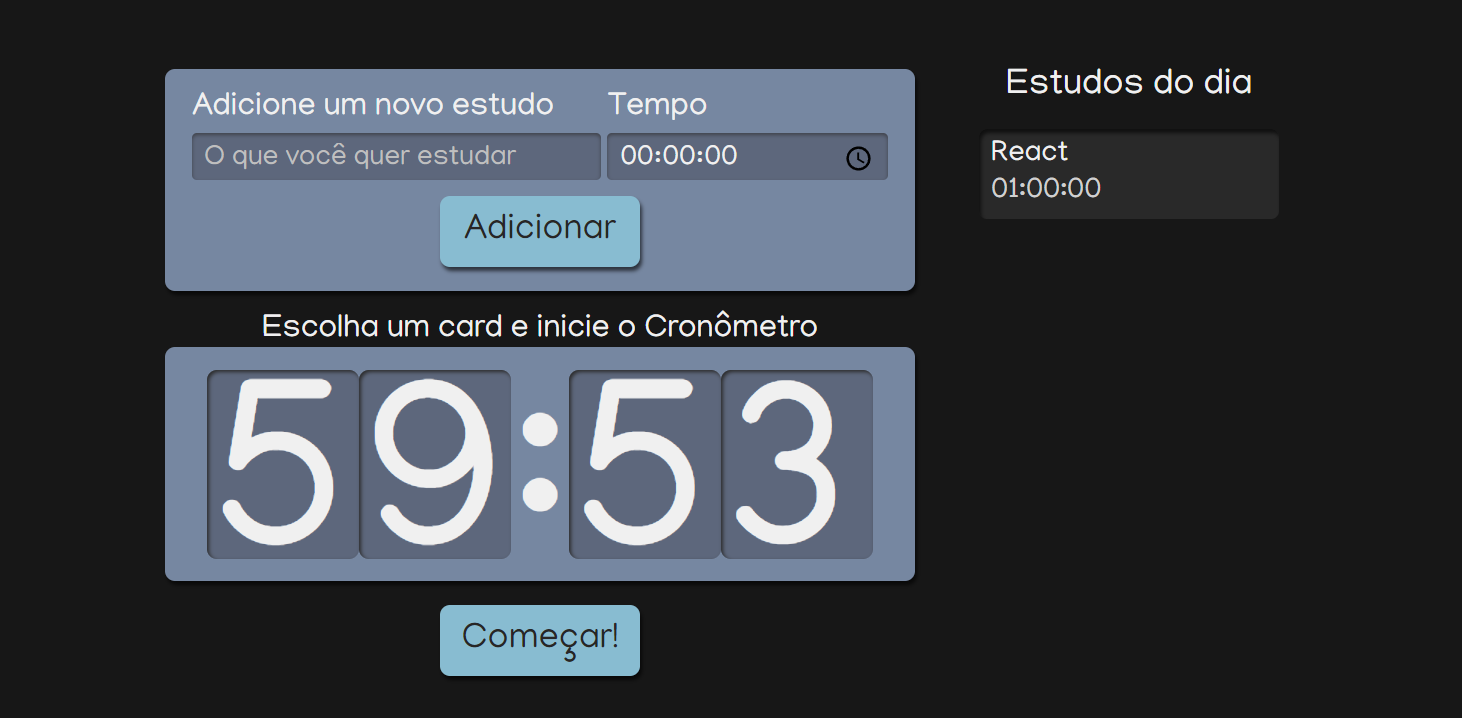 Adicione um novo estudo
Tempo
O que você quer estudar
00:00:00
Adicionar
Escolha um card e inicie o Cronômetro
59:53
Começar!
Estudos do dia
React
01:00:00